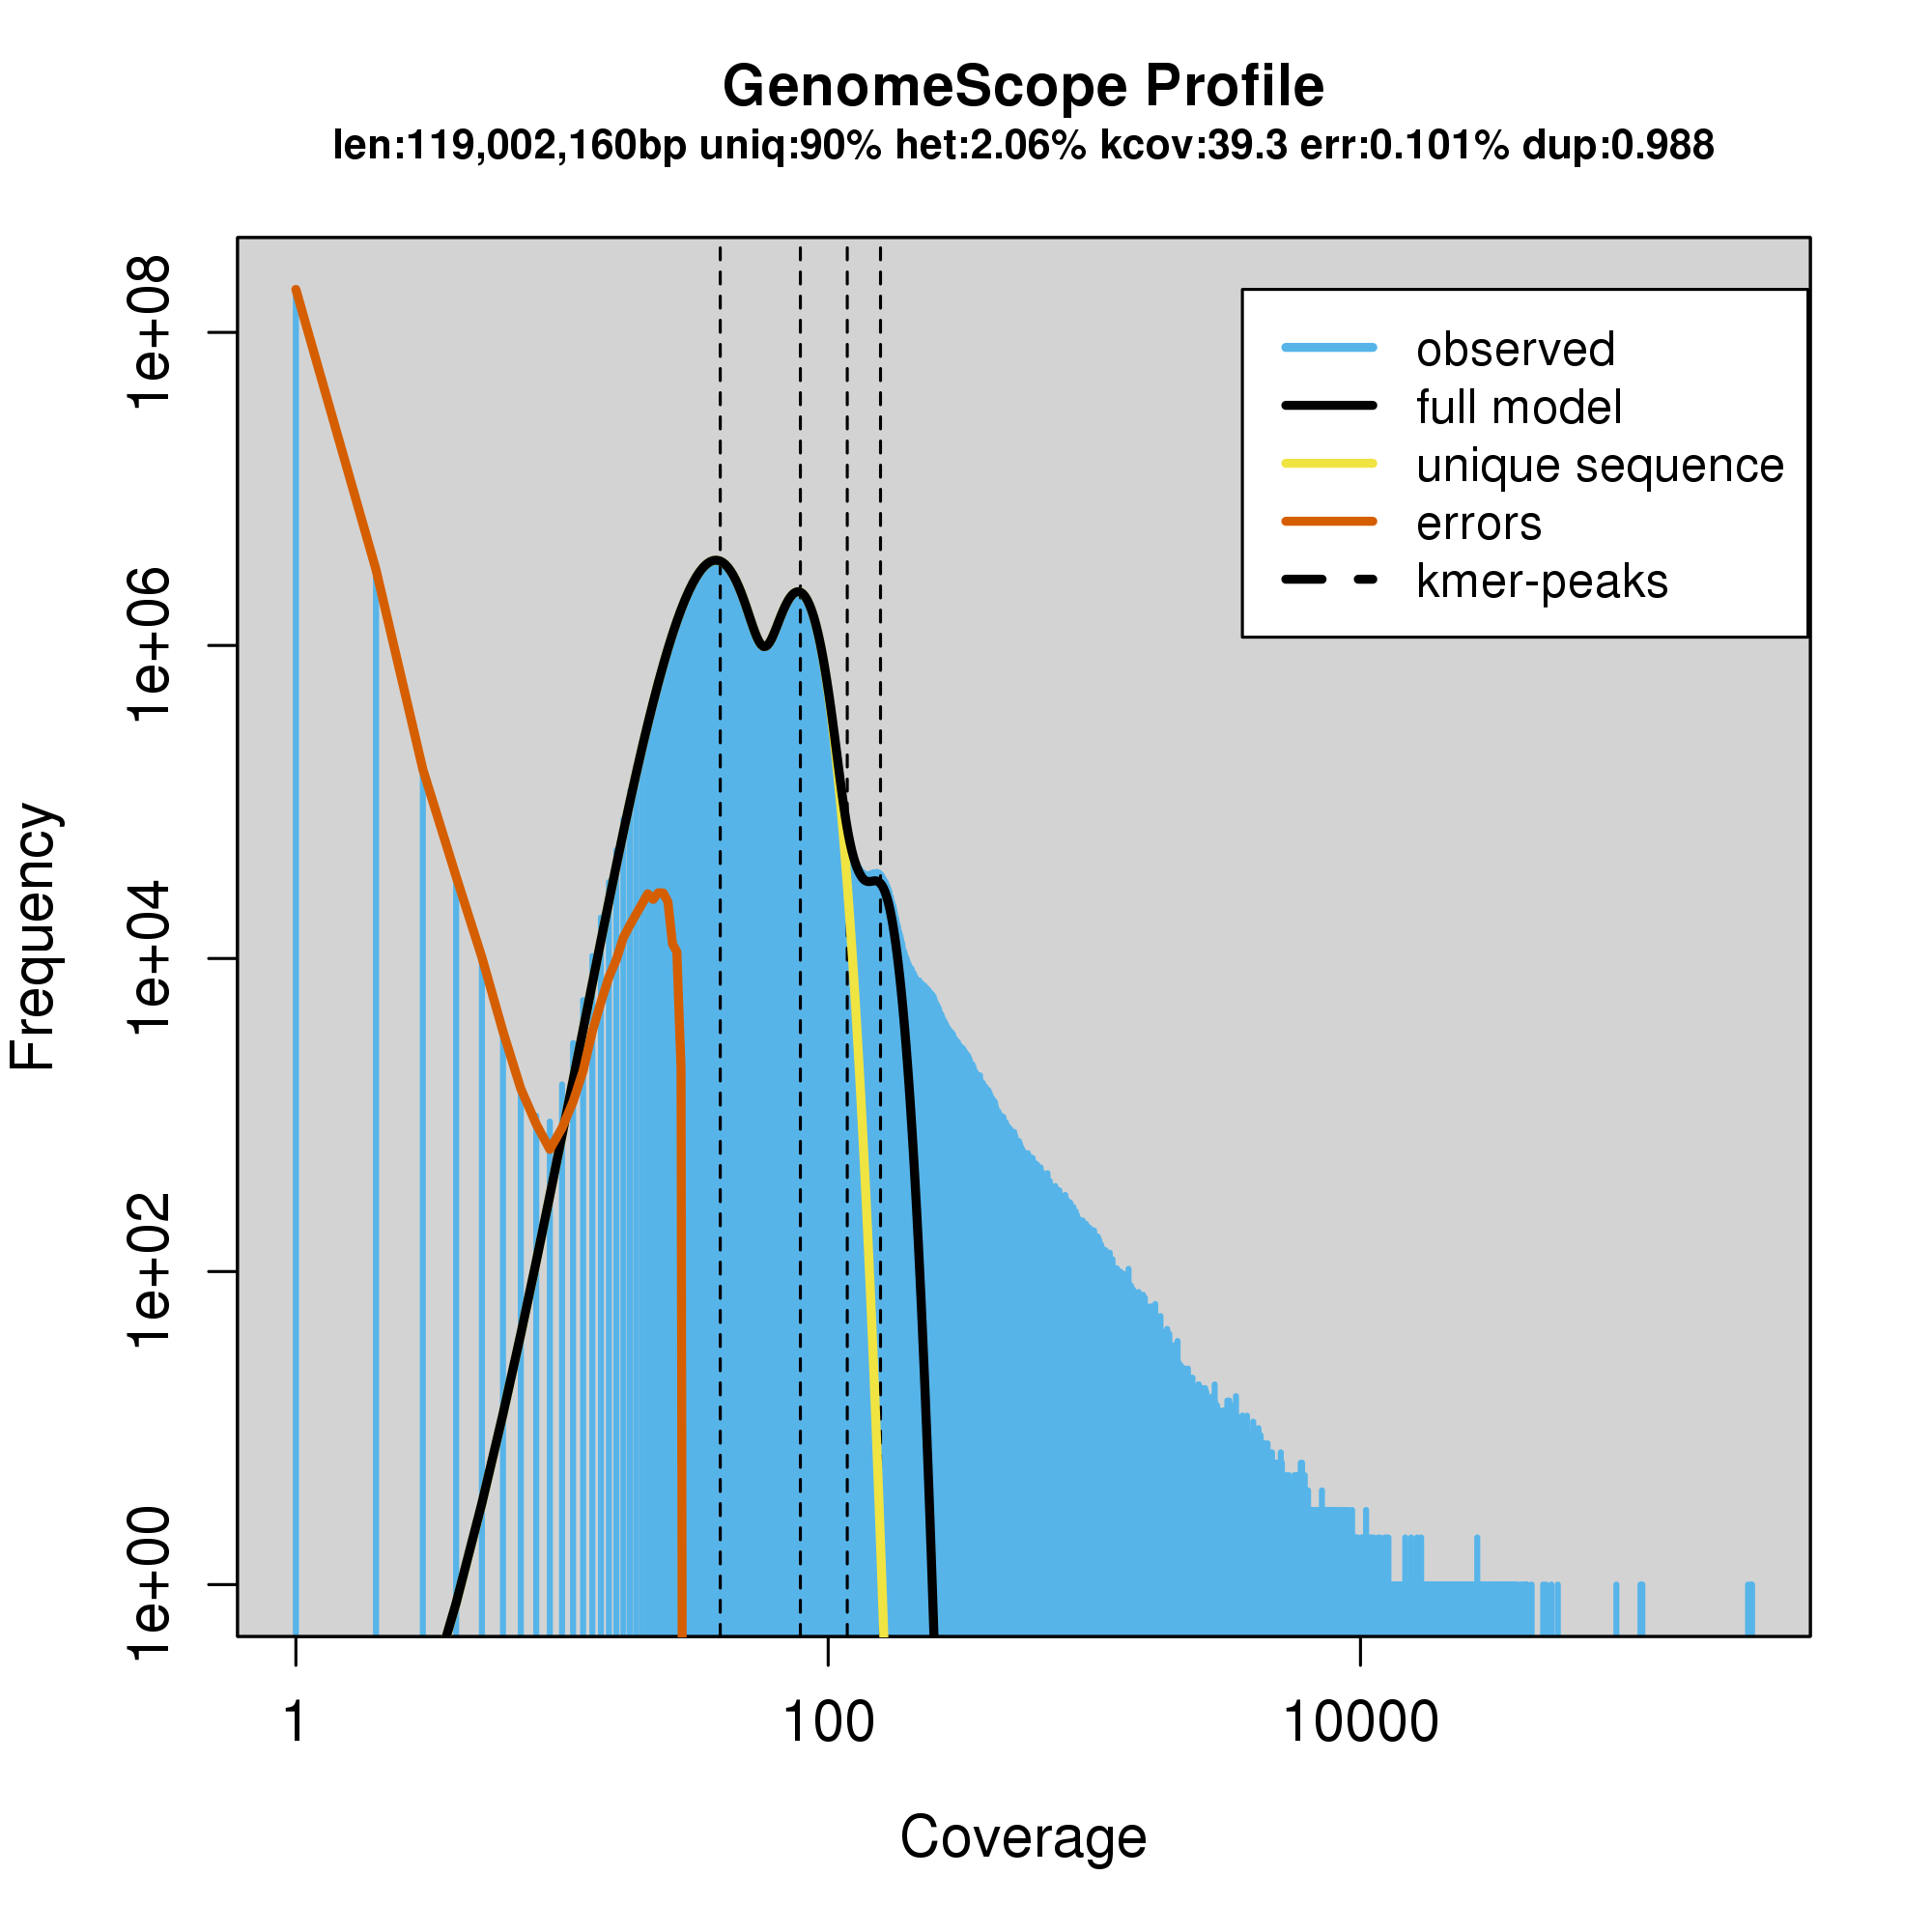 GenomeScope Profile
len:119,002,160bp uniq:90% het:2.06% kcov:39.3 err:0.101% dup:0.988
observed
full model
unique sequence
errors
kmer-peaks
Frequency
1e+08
1e+06
1e+04
1e+02
1e+00
1
100
10000
Coverage